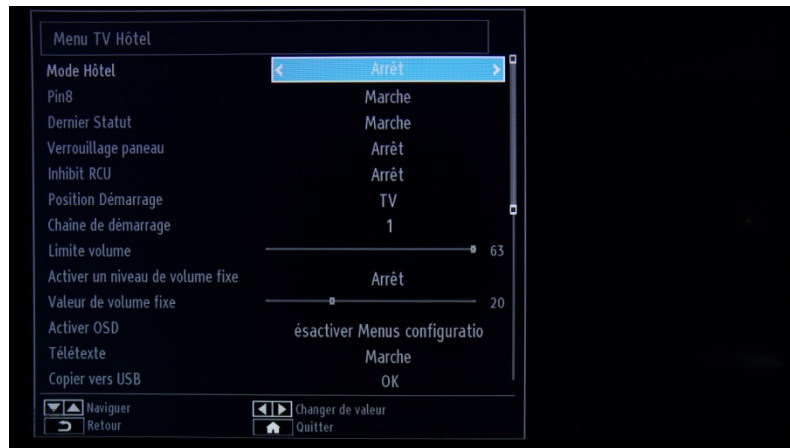 Menu TV Hôtel
Mode Hôtel < Arrêt >
Pin8 Marche
Dernier Statut Marche
Verrouillage paneau Arrêt
Inhibit RCU Arrêt
Position Démarrage TV
Chaîne de démarrage 1
Limite volume 63
Activer un niveau de volume fixe Arrêt
Valeur de volume fixe 20
Activer OSD ésactiver Menus configuratio
Télétexte Marche
Copier vers USB OK
Naviguer Changer de valeur
Retour Quitter